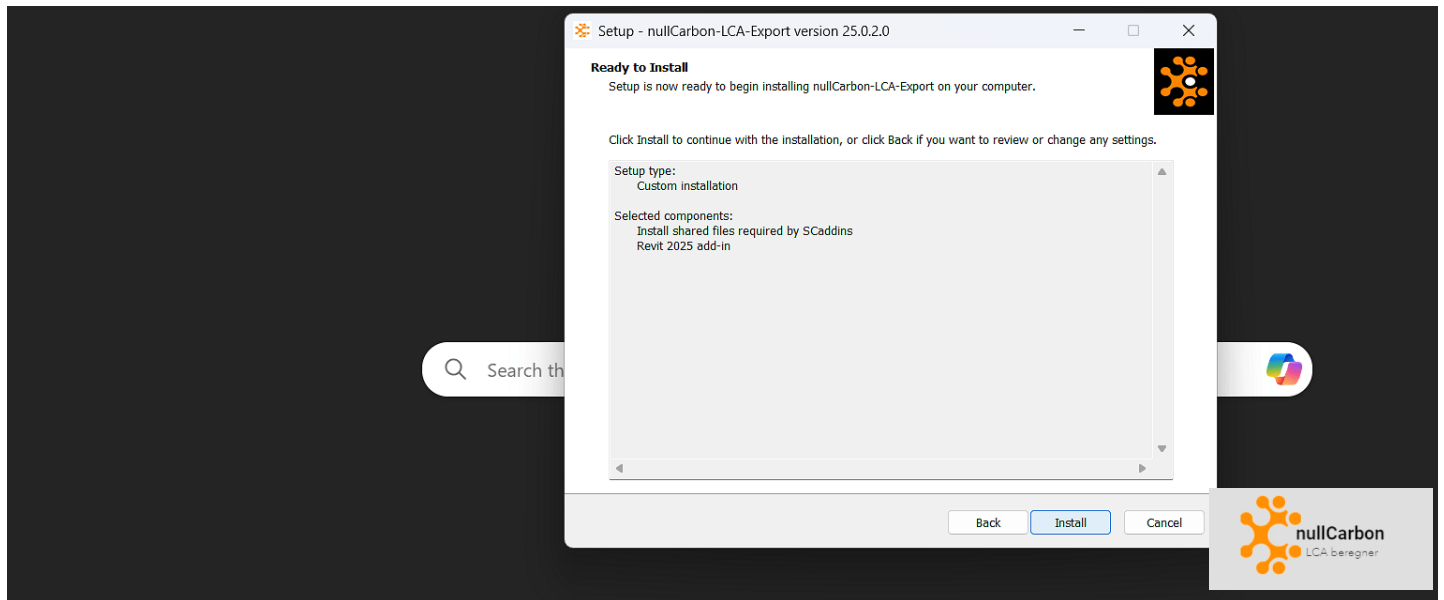 Setup - nullCarbon-LCA-Export version 25.0.2.0
Ready to Install
Setup is now ready to begin installing nullCarbon-LCA-Export on your computer.
Click Install to continue with the installation, or click Back if you want to review or change any settings.
Setup type:
Custom installation
Selected components:
Install shared files required by SCaddins
Revit 2025 add-in
Search th
Back
Install
Cancel
nullCarbon
LCA beregner